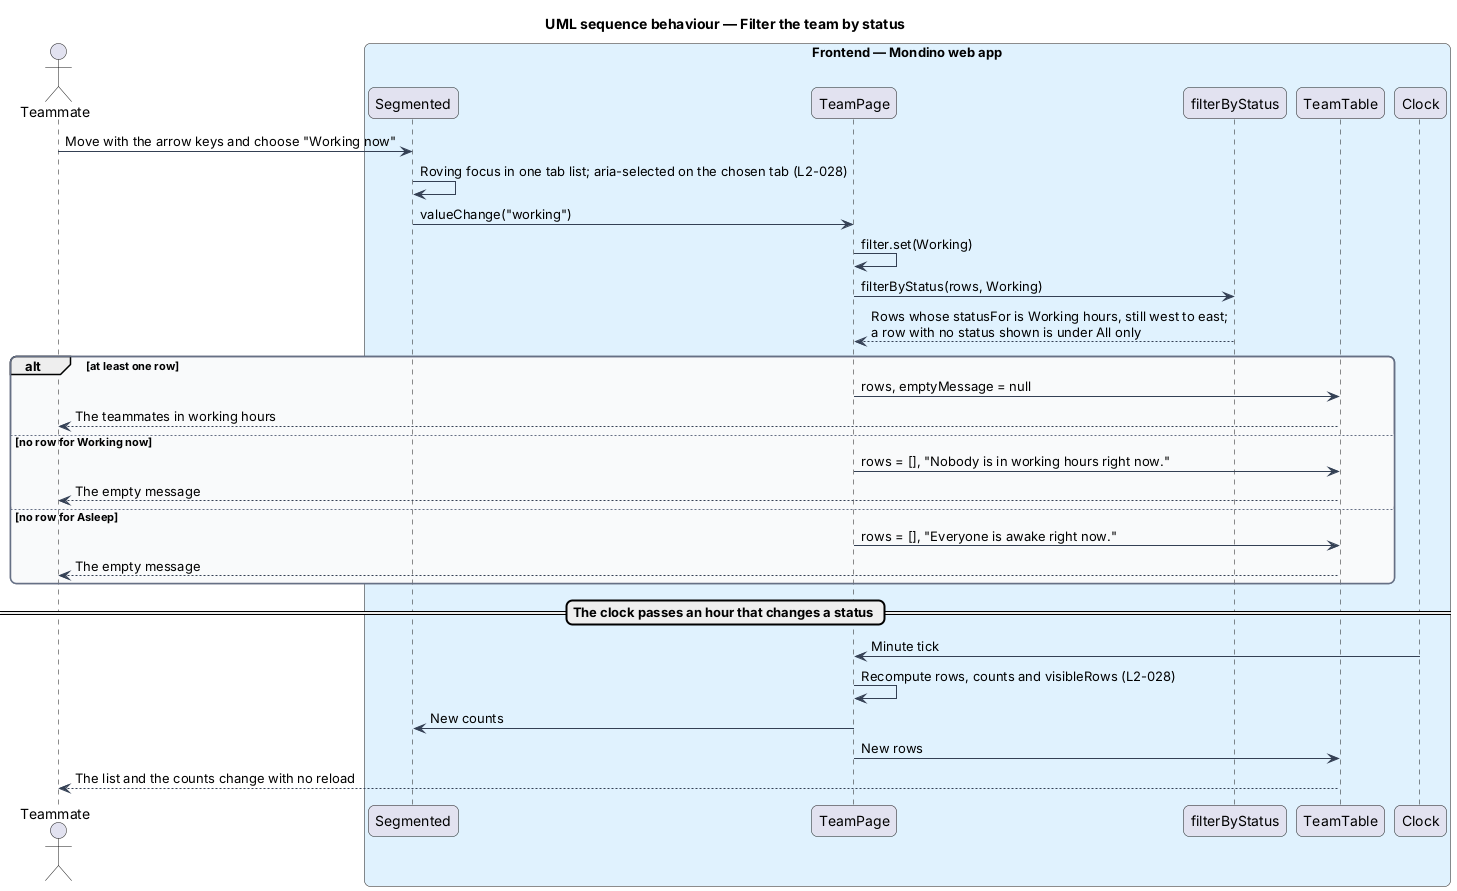 UML sequence behaviour — Filter the team by status
Frontend — Mondino web app
Teammate
Segmented
TeamPage
filterByStatus
TeamTable
Clock
Move with the arrow keys and choose "Working now"
Roving focus in one tab list; aria-selected on the chosen tab (L2-028)
valueChange("working")
filter.set(Working)
filterByStatus(rows, Working)
Rows whose statusFor is Working hours, still west to east;
a row with no status shown is under All only
alt
[at least one row]
rows, emptyMessage = null
The teammates in working hours
[no row for Working now]
rows = [], "Nobody is in working hours right now."
The empty message
[no row for Asleep]
rows = [], "Everyone is awake right now."
The empty message
The clock passes an hour that changes a status
Minute tick
Recompute rows, counts and visibleRows (L2-028)
New counts
New rows
The list and the counts change with no reload
Teammate
Segmented
TeamPage
filterByStatus
TeamTable
Clock